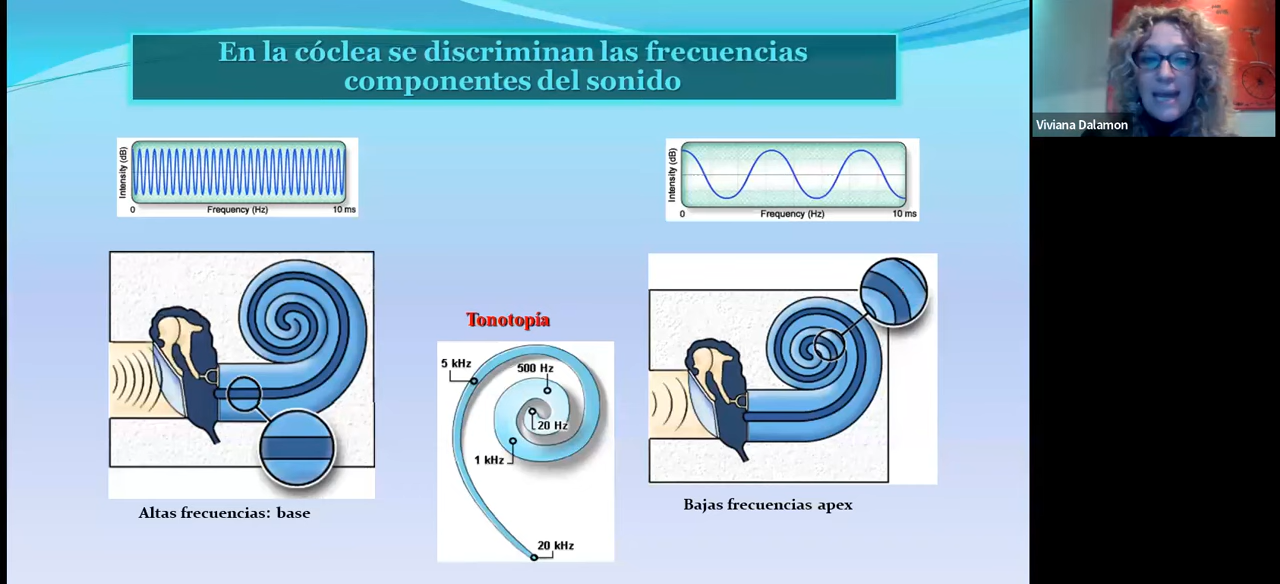 En la cóclea se discriminan las frecuencias
componentes del sonido
Viviana Dalamon
Intensity (dB)
0
Frequency (Hz)
10 ms
Intensity (dB)
0
Frequency (Hz)
10 ms
Tonotopía
5 kHz
500 Hz
20 Hz
1 kHz
20 kHz
Altas frecuencias: base
Bajas frecuencias apex